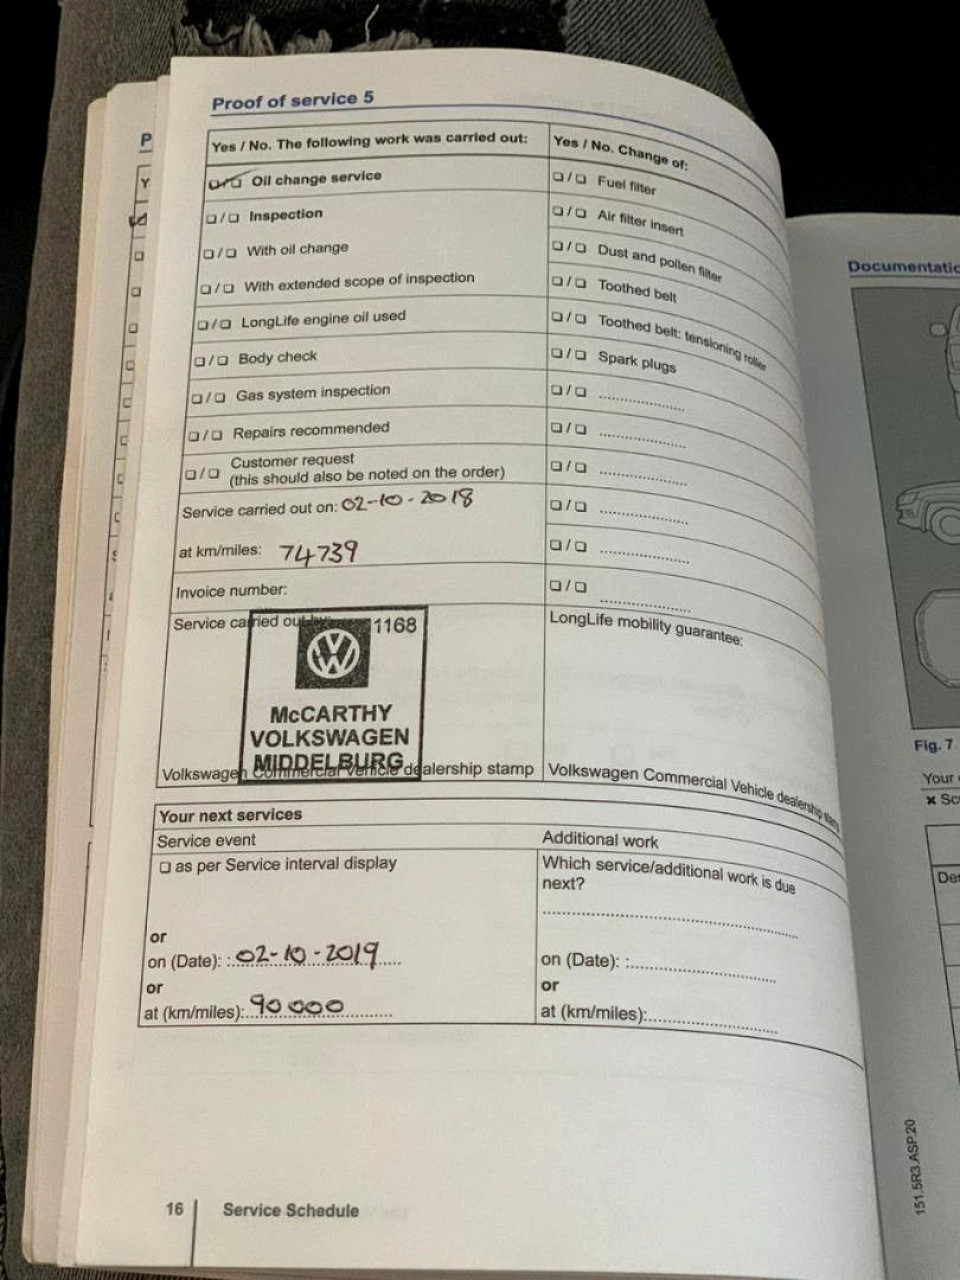 Proof of service 5
Yes / No. The following work was carried out:
Oil change service
❏ / ❏ Inspection
❏ / ❏ With oil change
❏ / ❏ With extended scope of inspection
❏ / ❏ LongLife engine oil used
❏ / ❏ Body check
❏ / ❏ Gas system inspection
❏ / ❏ Repairs recommended
❏ / ❏ Customer request
(this should also be noted on the order)
Service carried out on: 02-10-2018
at km/miles: 74739
Invoice number:
Service carried out by:
1168
McCARTHY
VOLKSWAGEN
MIDDELBURG
Volkswagen Commercial Vehicle dealership stamp
Yes / No. Change of:
❏ / ❏ Fuel filter
❏ / ❏ Air filter insert
❏ / ❏ Dust and pollen filter
❏ / ❏ Toothed belt
❏ / ❏ Toothed belt: tensioning roller
❏ / ❏ Spark plugs
❏ / ❏ ....................
❏ / ❏ ....................
❏ / ❏ ....................
❏ / ❏ ....................
❏ / ❏ ....................
❏ / ❏ ....................
LongLife mobility guarantee:
Volkswagen Commercial Vehicle dealership stamp
Your next services
Service event
❏ as per Service interval display
or
on (Date): : 02-10-2019
or
at (km/miles): 90 000
Additional work
Which service/additional work is due
next?
on (Date): :
or
at (km/miles):
16
Service Schedule
P
Y
Documentatic
Fig. 7
Your
× Sc
De
151.5R3.ASP.20